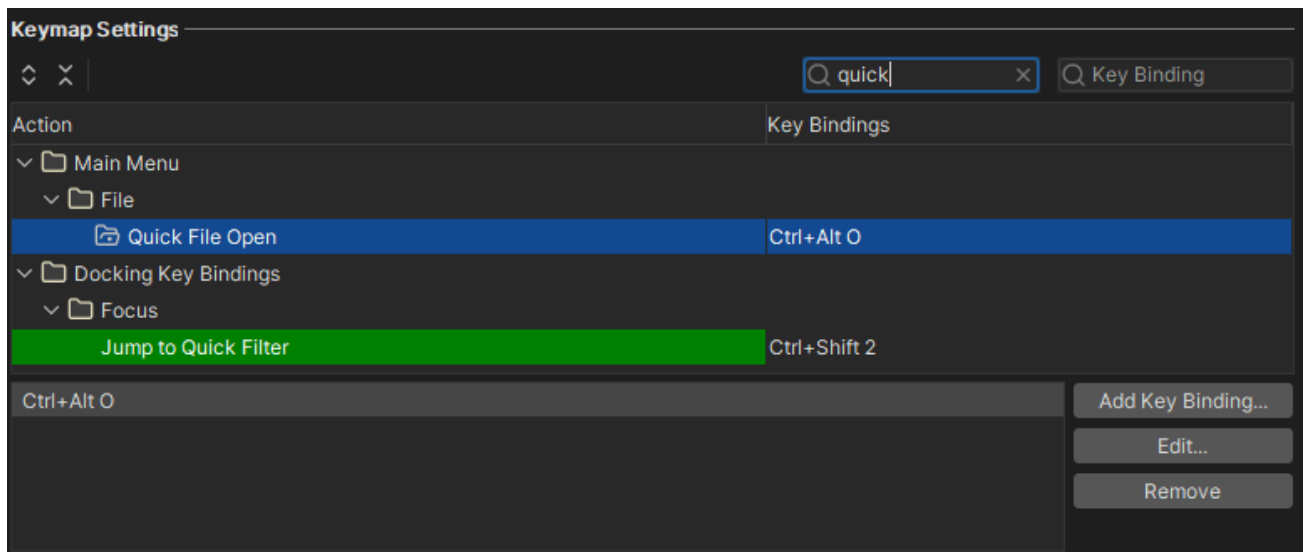 Keymap Settings
quick
Key Binding
Action Key Bindings
Main Menu
File
Quick File Open Ctrl+Alt O
Docking Key Bindings
Focus
Jump to Quick Filter Ctrl+Shift 2
Ctrl+Alt O
Add Key Binding...
Edit...
Remove